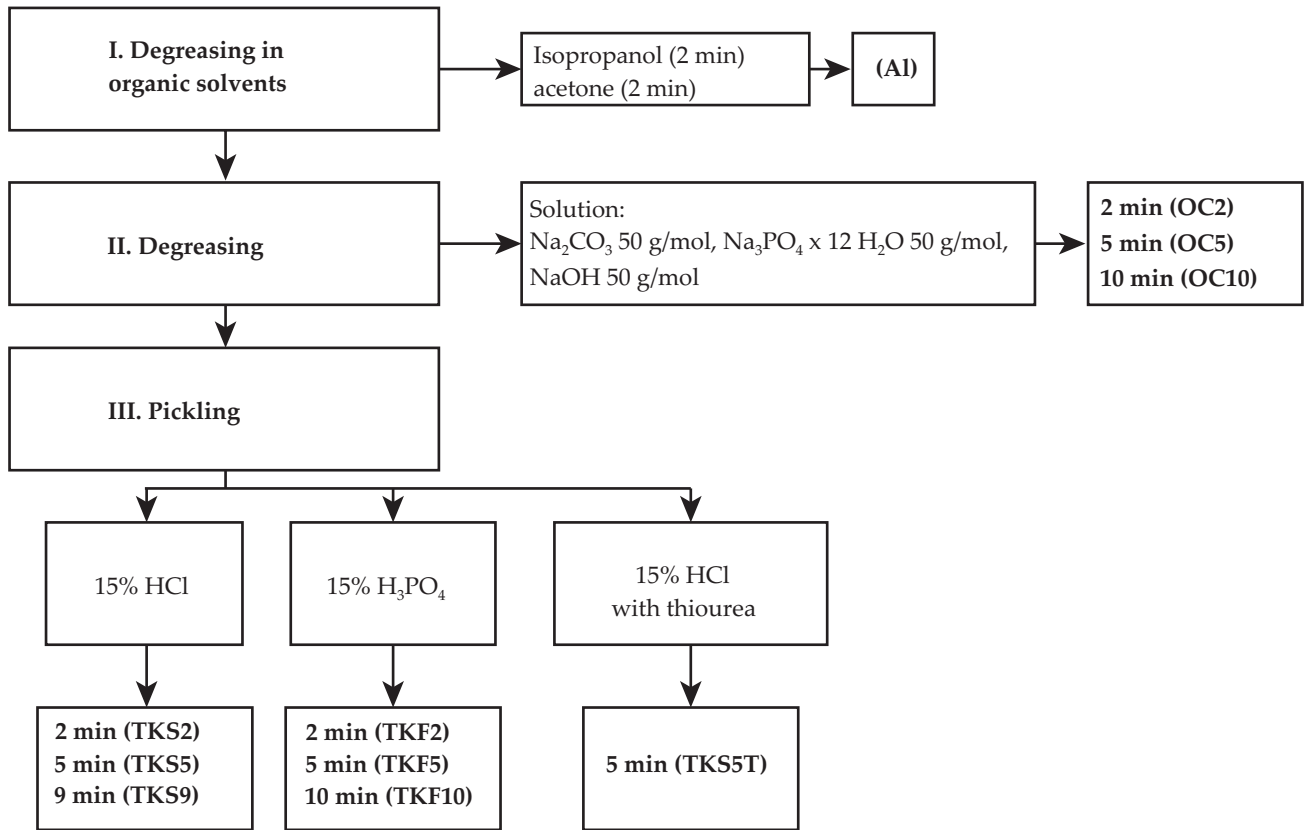 I. Degreasing in
organic solvents
Isopropanol (2 min)
acetone (2 min)
(Al)
II. Degreasing
Solution:
Na₂CO₃ 50 g/mol, Na₃PO₄ x 12 H₂O 50 g/mol,
NaOH 50 g/mol
2 min (OC2)
5 min (OC5)
10 min (OC10)
III. Pickling
15% HCl
15% H₃PO₄
15% HCl
with thiourea
2 min (TKS2)
5 min (TKS5)
9 min (TKS9)
2 min (TKF2)
5 min (TKF5)
10 min (TKF10)
5 min (TKS5T)